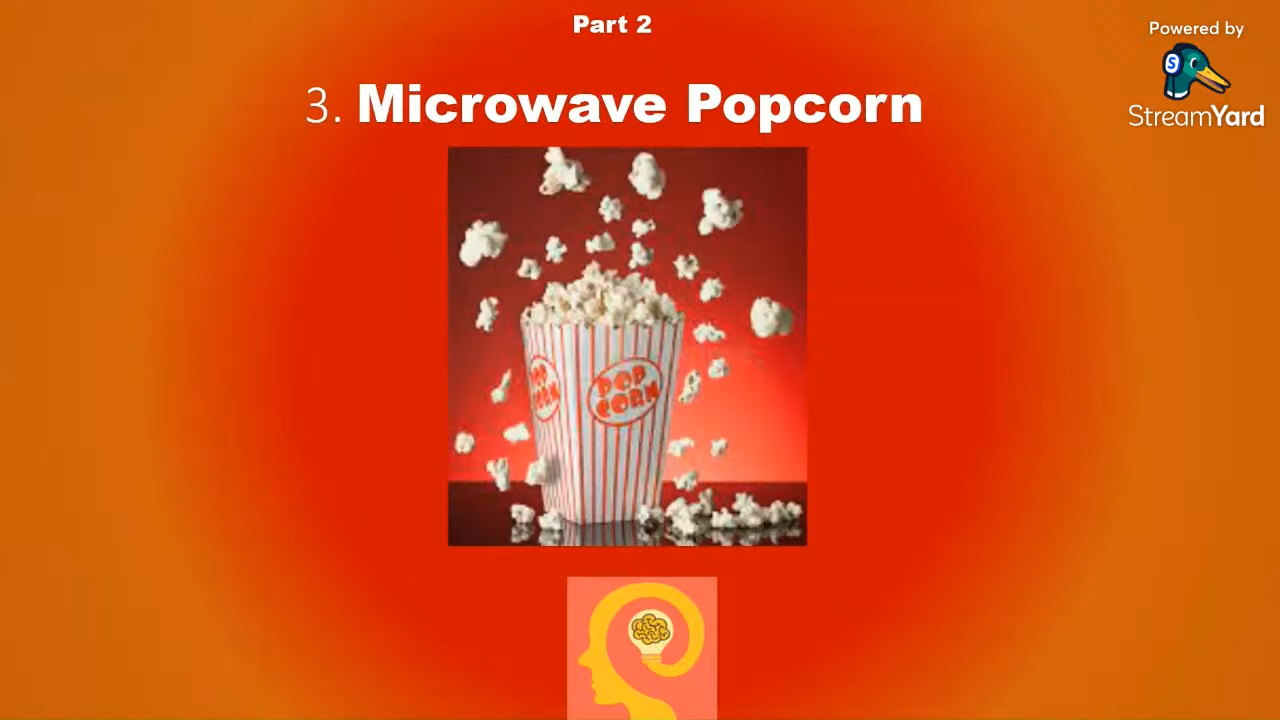 Part 2
Powered by
StreamYard
3. Microwave Popcorn
POP
CORN
POP
CORN